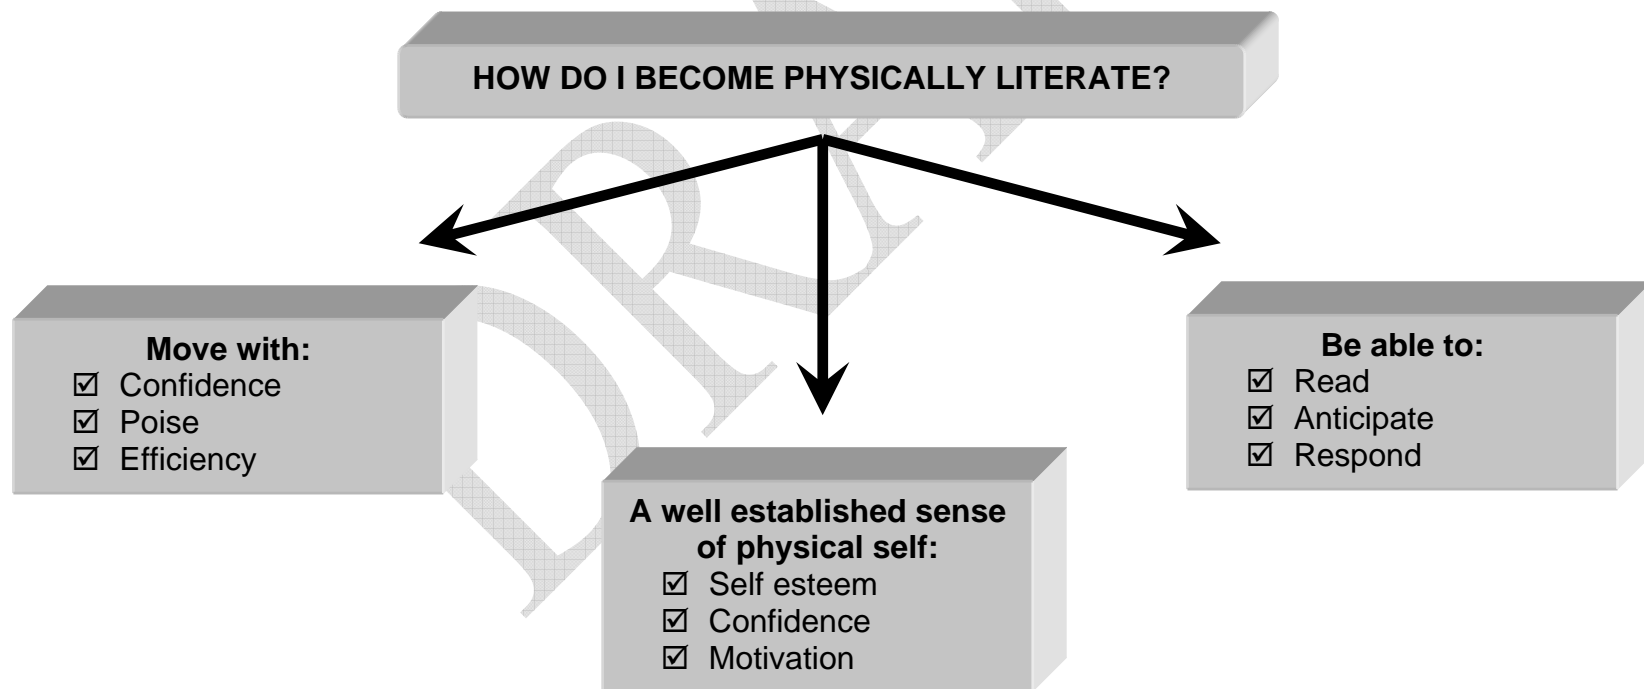 HOW DO I BECOME PHYSICALLY LITERATE?
Move with:
☑ Confidence
☑ Poise
☑ Efficiency
A well established sense
of physical self:
☑ Self esteem
☑ Confidence
☑ Motivation
Be able to:
☑ Read
☑ Anticipate
☑ Respond